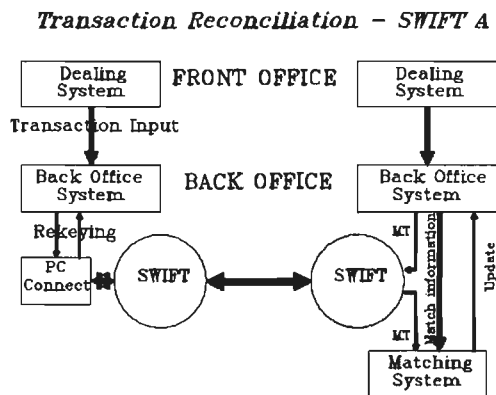 Transaction Reconciliation - SWIFT A
Dealing
System
FRONT OFFICE
Dealing
System
Transaction Input
Back Office
System
BACK OFFICE
Back Office
System
Rekeying
MT
Match information
Update
PC
Connect
SWIFT
SWIFT
MT
Matching
System